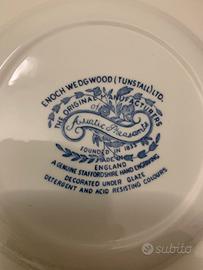 ENOCH WEDGWOOD (TUNSTALL) LTD.
THE ORIGINAL MANUFACTURERS
OF
Asiatic Pheasants
FOUNDED IN 1835
MADE IN
ENGLAND
A GENUINE STAFFORDSHIRE HAND ENGRAVING
DECORATED UNDER GLAZE
DETERGENT AND ACID RESISTING COLOURS
subito